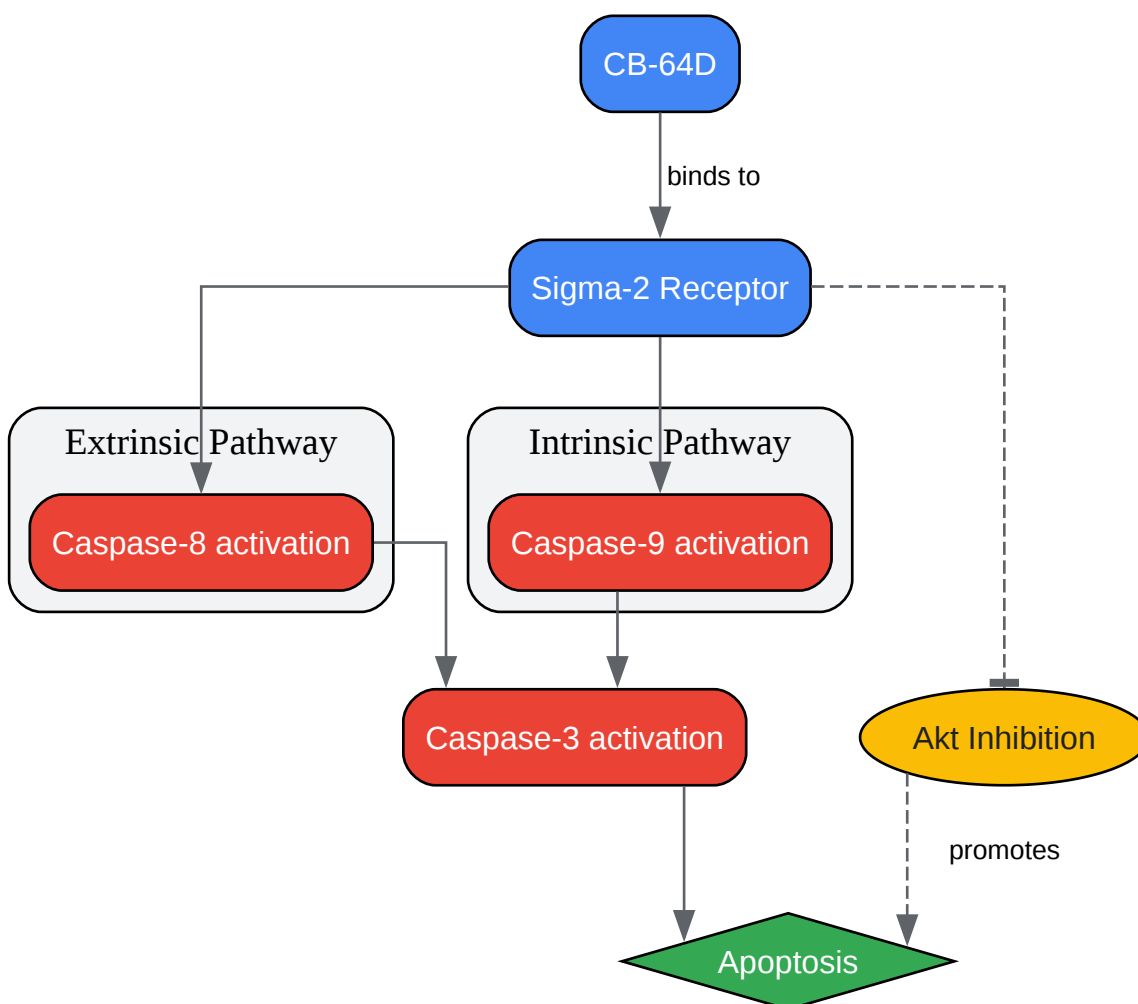 CB-64D
binds to
Sigma-2 Receptor
Extrinsic Pathway
Intrinsic Pathway
Caspase-8 activation
Caspase-9 activation
Caspase-3 activation
Akt Inhibition
promotes
Apoptosis